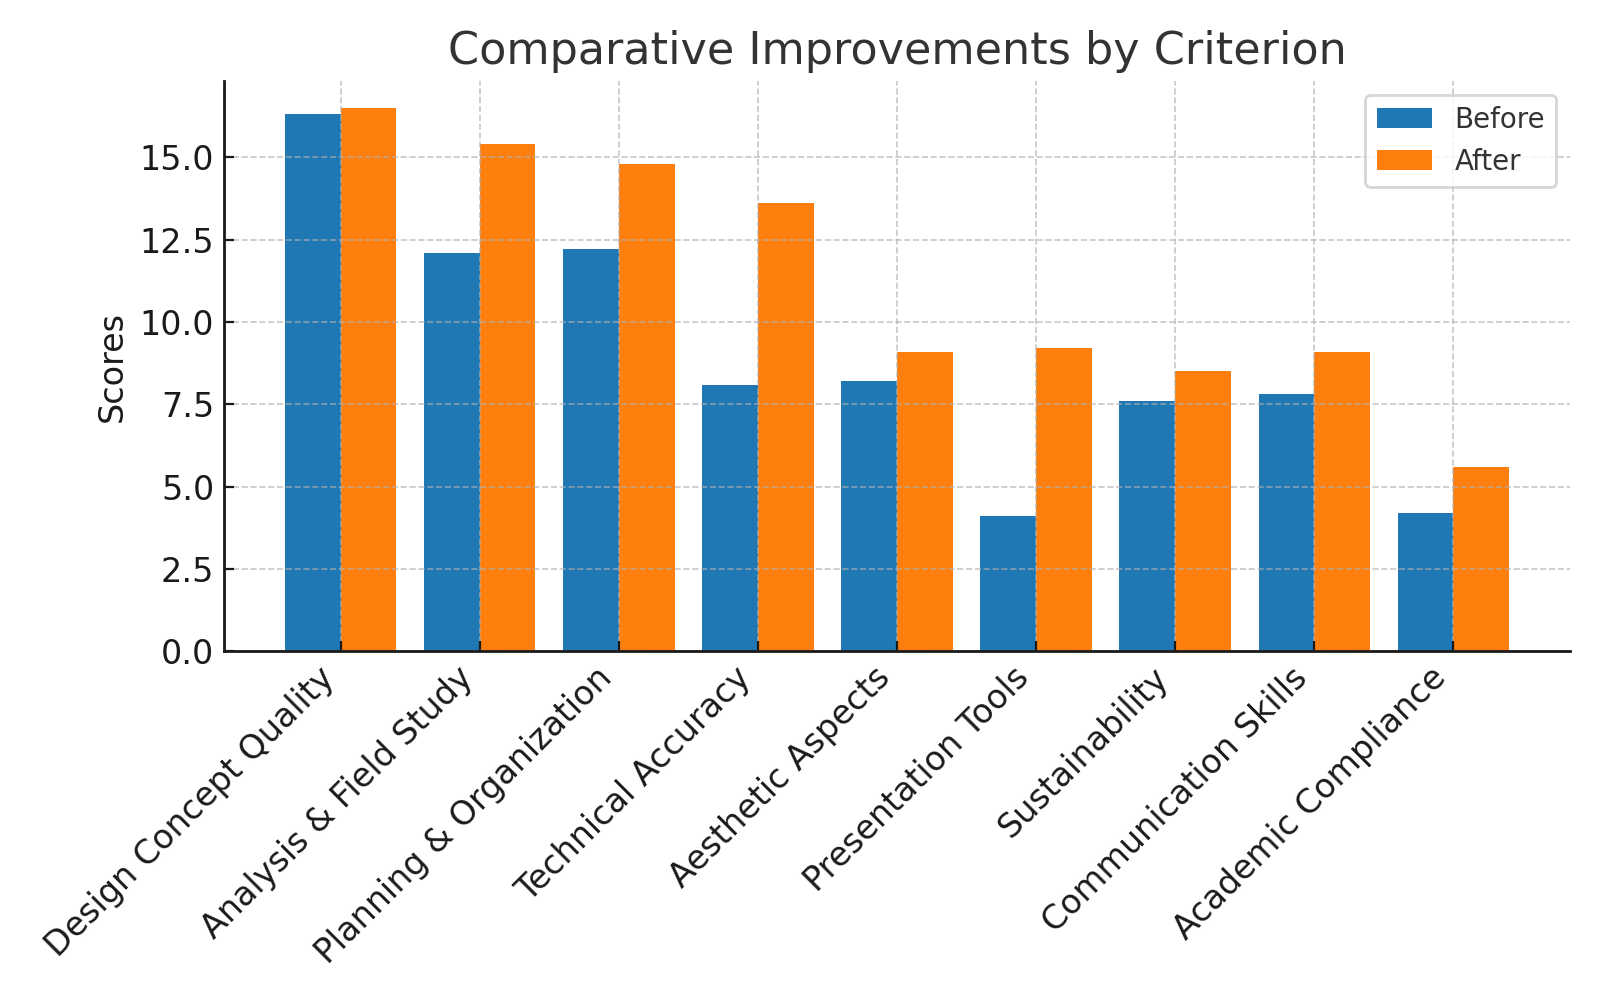 Comparative Improvements by Criterion
Before
After
Scores
15.0
12.5
10.0
7.5
5.0
2.5
0.0
Design Concept Quality
Analysis & Field Study
Planning & Organization
Technical Accuracy
Aesthetic Aspects
Presentation Tools
Sustainability
Communication Skills
Academic Compliance